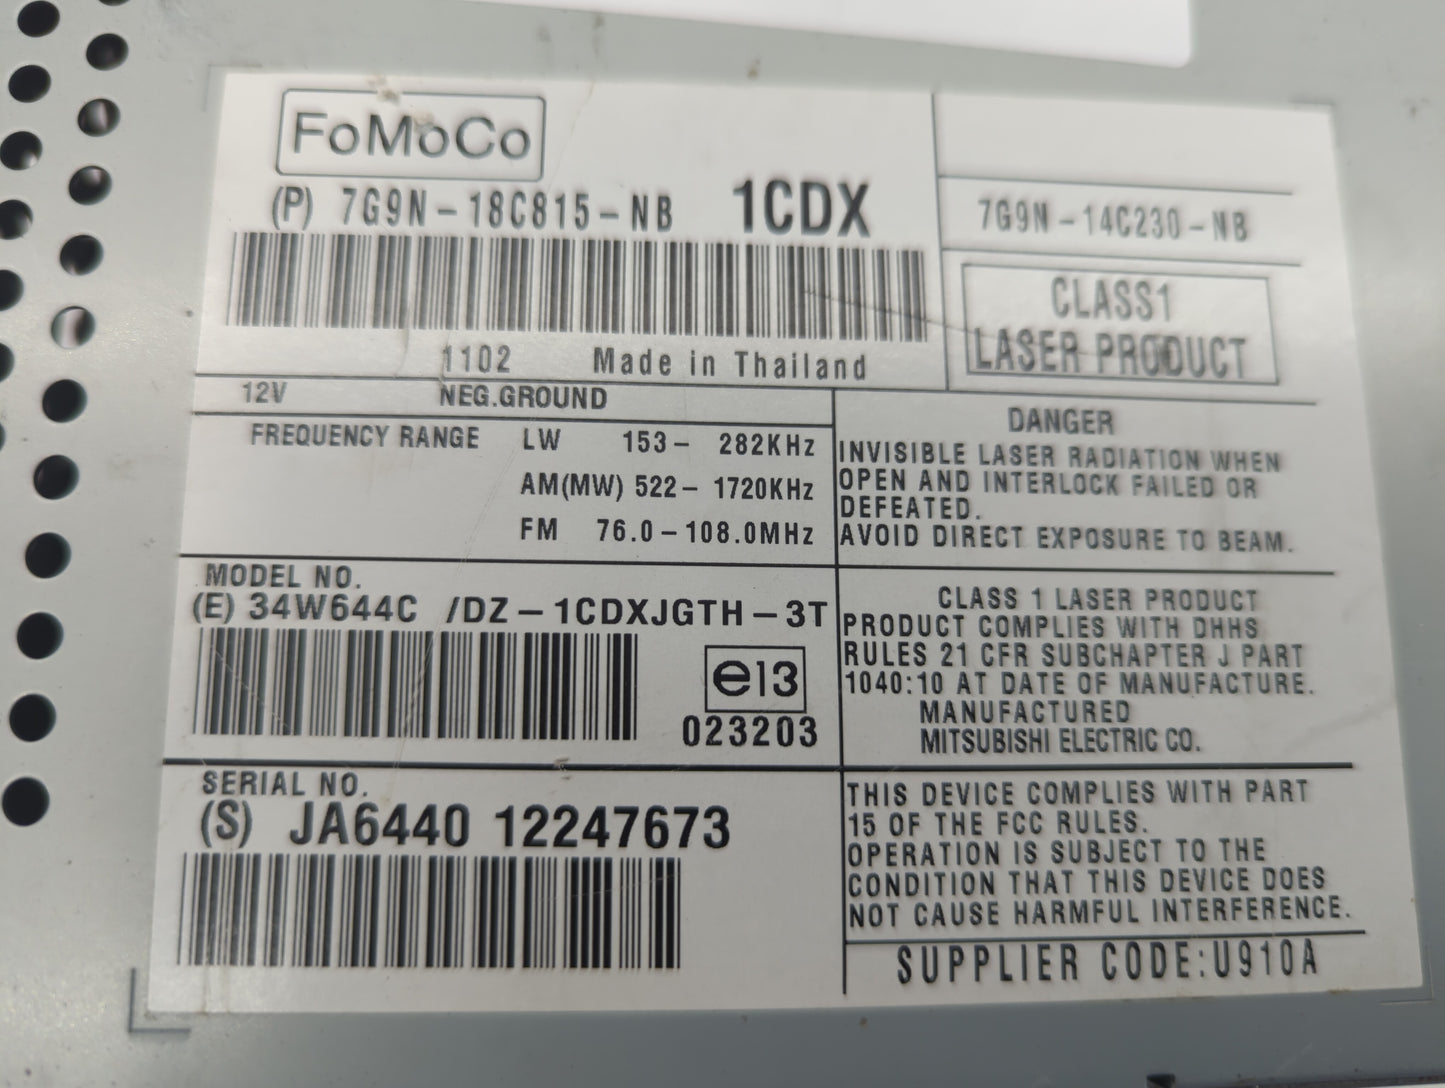 FoMoCo
(P) 7G9N-18C815-NB 1CDX
1102 Made in Thailand
7G9N-14C230-NB
CLASS1
LASER PRODUCT
12V NEG.GROUND
FREQUENCY RANGE LW 153- 282KHz
AM(MW) 522- 1720KHz
FM 76.0-108.0MHz
DANGER
INVISIBLE LASER RADIATION WHEN
OPEN AND INTERLOCK FAILED OR
DEFEATED.
AVOID DIRECT EXPOSURE TO BEAM.
MODEL NO.
(E) 34W644C /DZ-1CDXJGTH-3T
e13
023203
CLASS 1 LASER PRODUCT
PRODUCT COMPLIES WITH DHHS
RULES 21 CFR SUBCHAPTER J PART
1040:10 AT DATE OF MANUFACTURE.
MANUFACTURED
MITSUBISHI ELECTRIC CO.
SERIAL NO.
(S) JA6440 12247673
THIS DEVICE COMPLIES WITH PART
15 OF THE FCC RULES.
OPERATION IS SUBJECT TO THE
CONDITION THAT THIS DEVICE DOES
NOT CAUSE HARMFUL INTERFERENCE.
SUPPLIER CODE:U910A